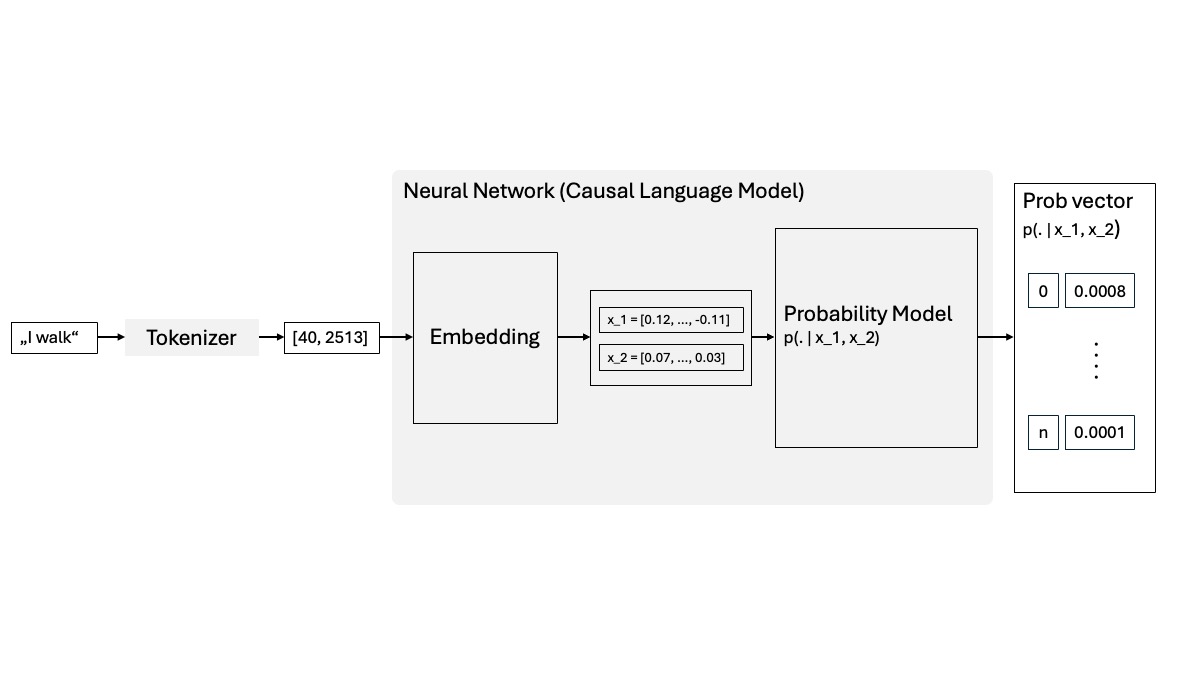 Neural Network (Causal Language Model)
„I walk“
Tokenizer
[40, 2513]
Embedding
x_1 = [0.12, ..., -0.11]
x_2 = [0.07, ..., 0.03]
Probability Model
p(. | x_1, x_2)
Prob vector
p(. | x_1, x_2)
0 0.0008
n 0.0001